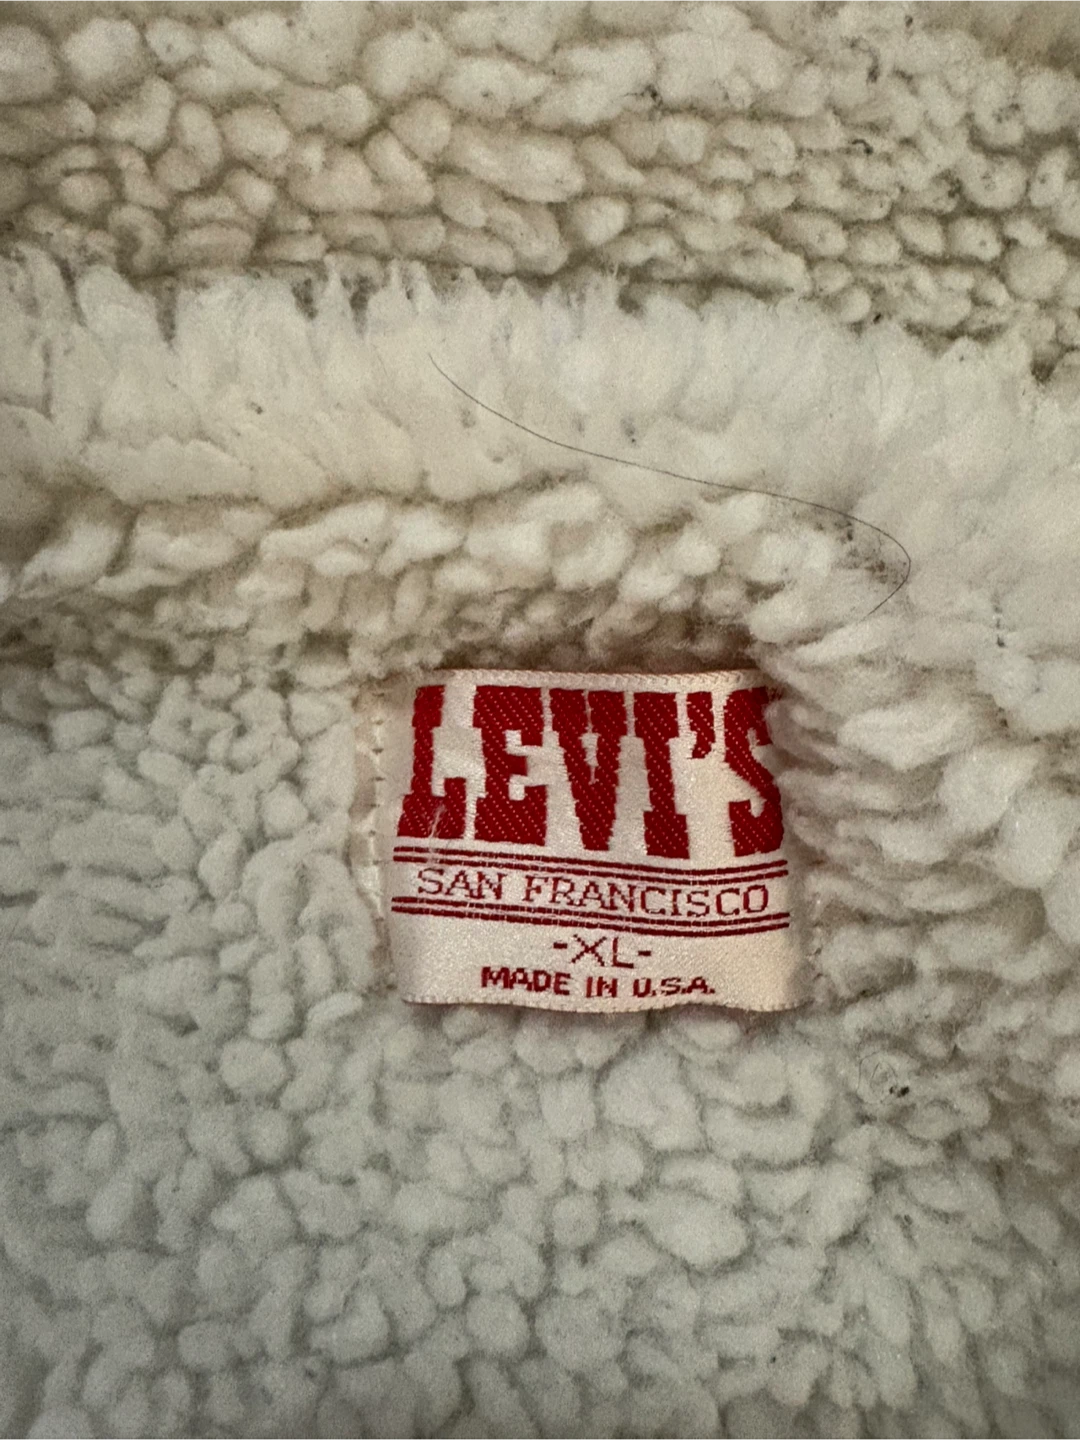 LEVI'S
SAN FRANCISCO
-XL-
MADE IN U.S.A.